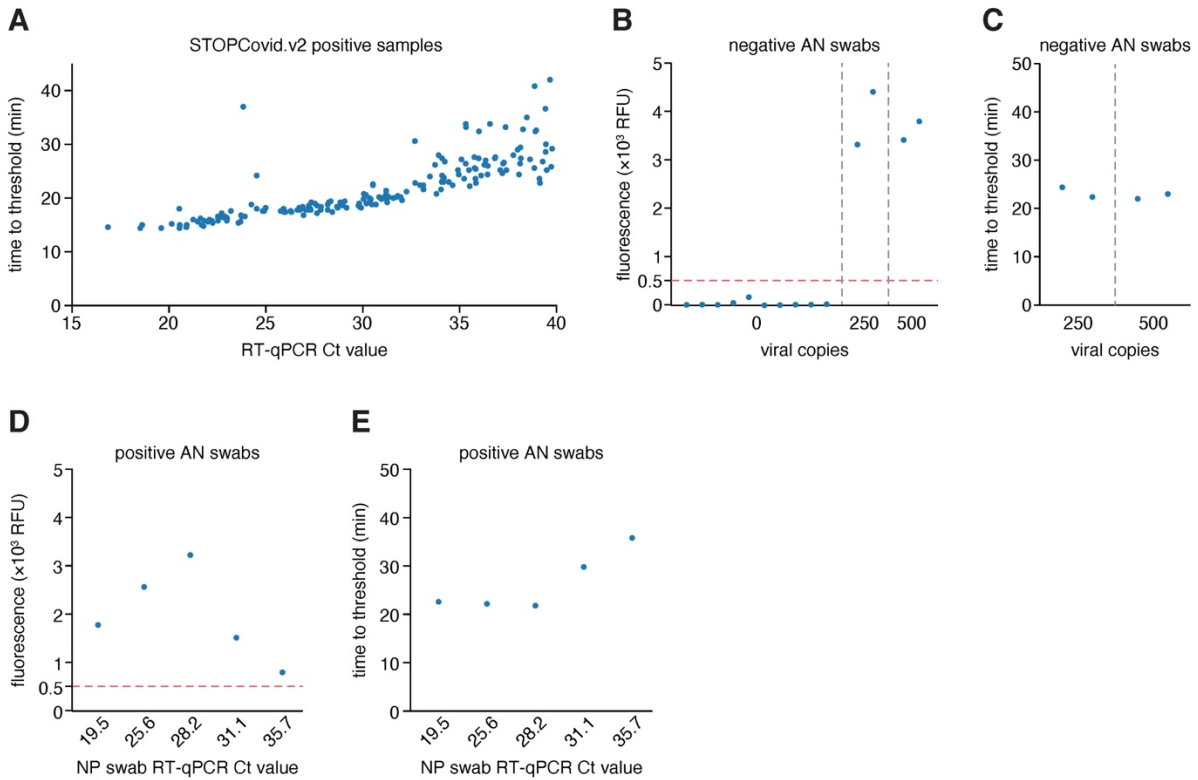 A
STOPCovid.v2 positive samples
time to threshold (min)
40
30
20
10
0
15 20 25 30 35 40
RT-qPCR Ct value
B
negative AN swabs
fluorescence (×10³ RFU)
5
4
3
2
1
0.5
0
0 250 500
viral copies
C
negative AN swabs
time to threshold (min)
50
40
30
20
10
0
250 500
viral copies
D
positive AN swabs
fluorescence (×10³ RFU)
5
4
3
2
1
0.5
0
19.5 25.6 28.2 31.1 35.7
NP swab RT-qPCR Ct value
E
positive AN swabs
time to threshold (min)
50
40
30
20
10
0
19.5 25.6 28.2 31.1 35.7
NP swab RT-qPCR Ct value